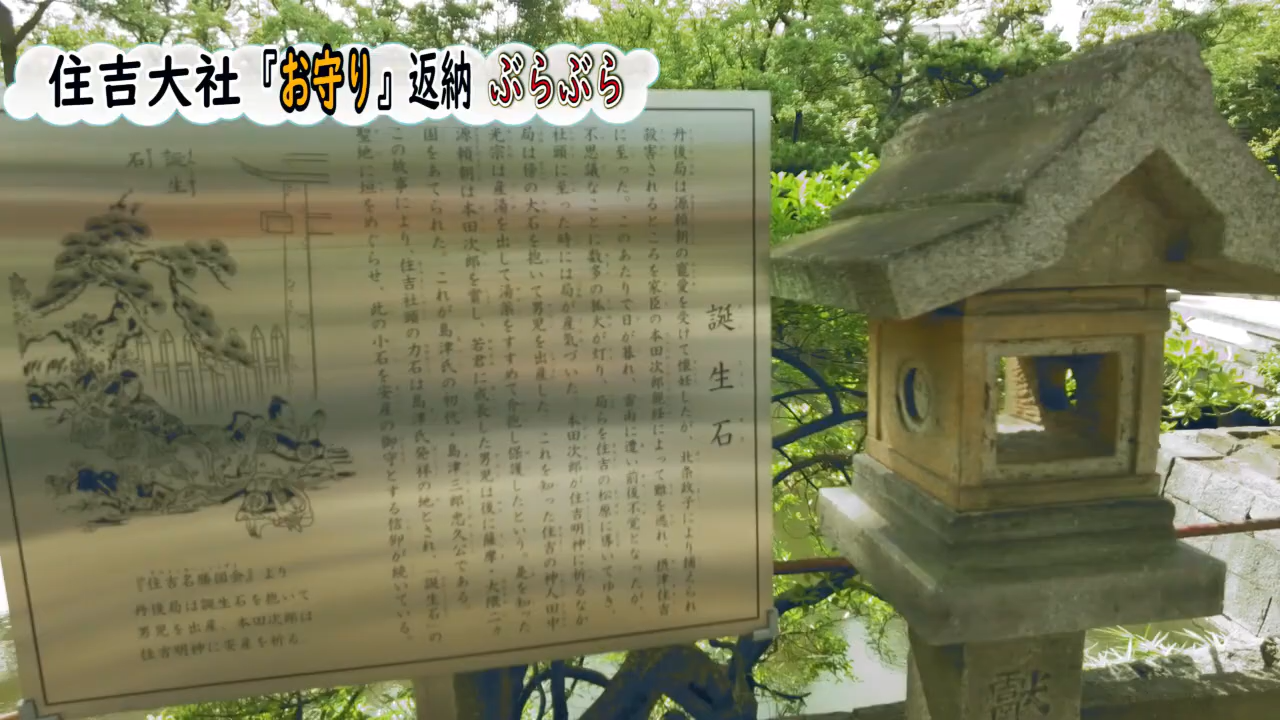 住吉大社『お守り』返納 ぶらぶら
誕生石
丹後局は源頼朝の寵愛を受けて懐妊したが、北条政子により捕えられ
殺害されるところを家臣の本田次郎親経によって難を逃れ、摂津住吉
に至った。このあたりで日が暮れ、雷雨に遭い前後不覚となったが、
不思議なことに数多の狐火が灯り、局らを住吉の松原に導いてゆき、
社頭に至った時には局が産気づいた。本田次郎が住吉明神に祈るなか
局は傍の大石を抱いて男児を出産した。これを知った住吉の神人田中
光宗は産湯を出して湯薬をすすめて介抱し保護したという。是を知った
源頼朝は本田次郎を賞し、若君に成長した男児は後に薩摩・大隅二ヶ
国をあてられた。これが島津氏の初代・島津三郎忠久公である。
この故事により、住吉社頭の力石は島津氏発祥の地とされ、「誕生石」の
聖地に垣をめぐらせ、此の小石を安産の御守とする信仰が続いている。
誕生
石
『住吉名勝図会』より
丹後局は誕生石を抱いて
男児を出産、本田次郎は
住吉明神に安産を祈る
献